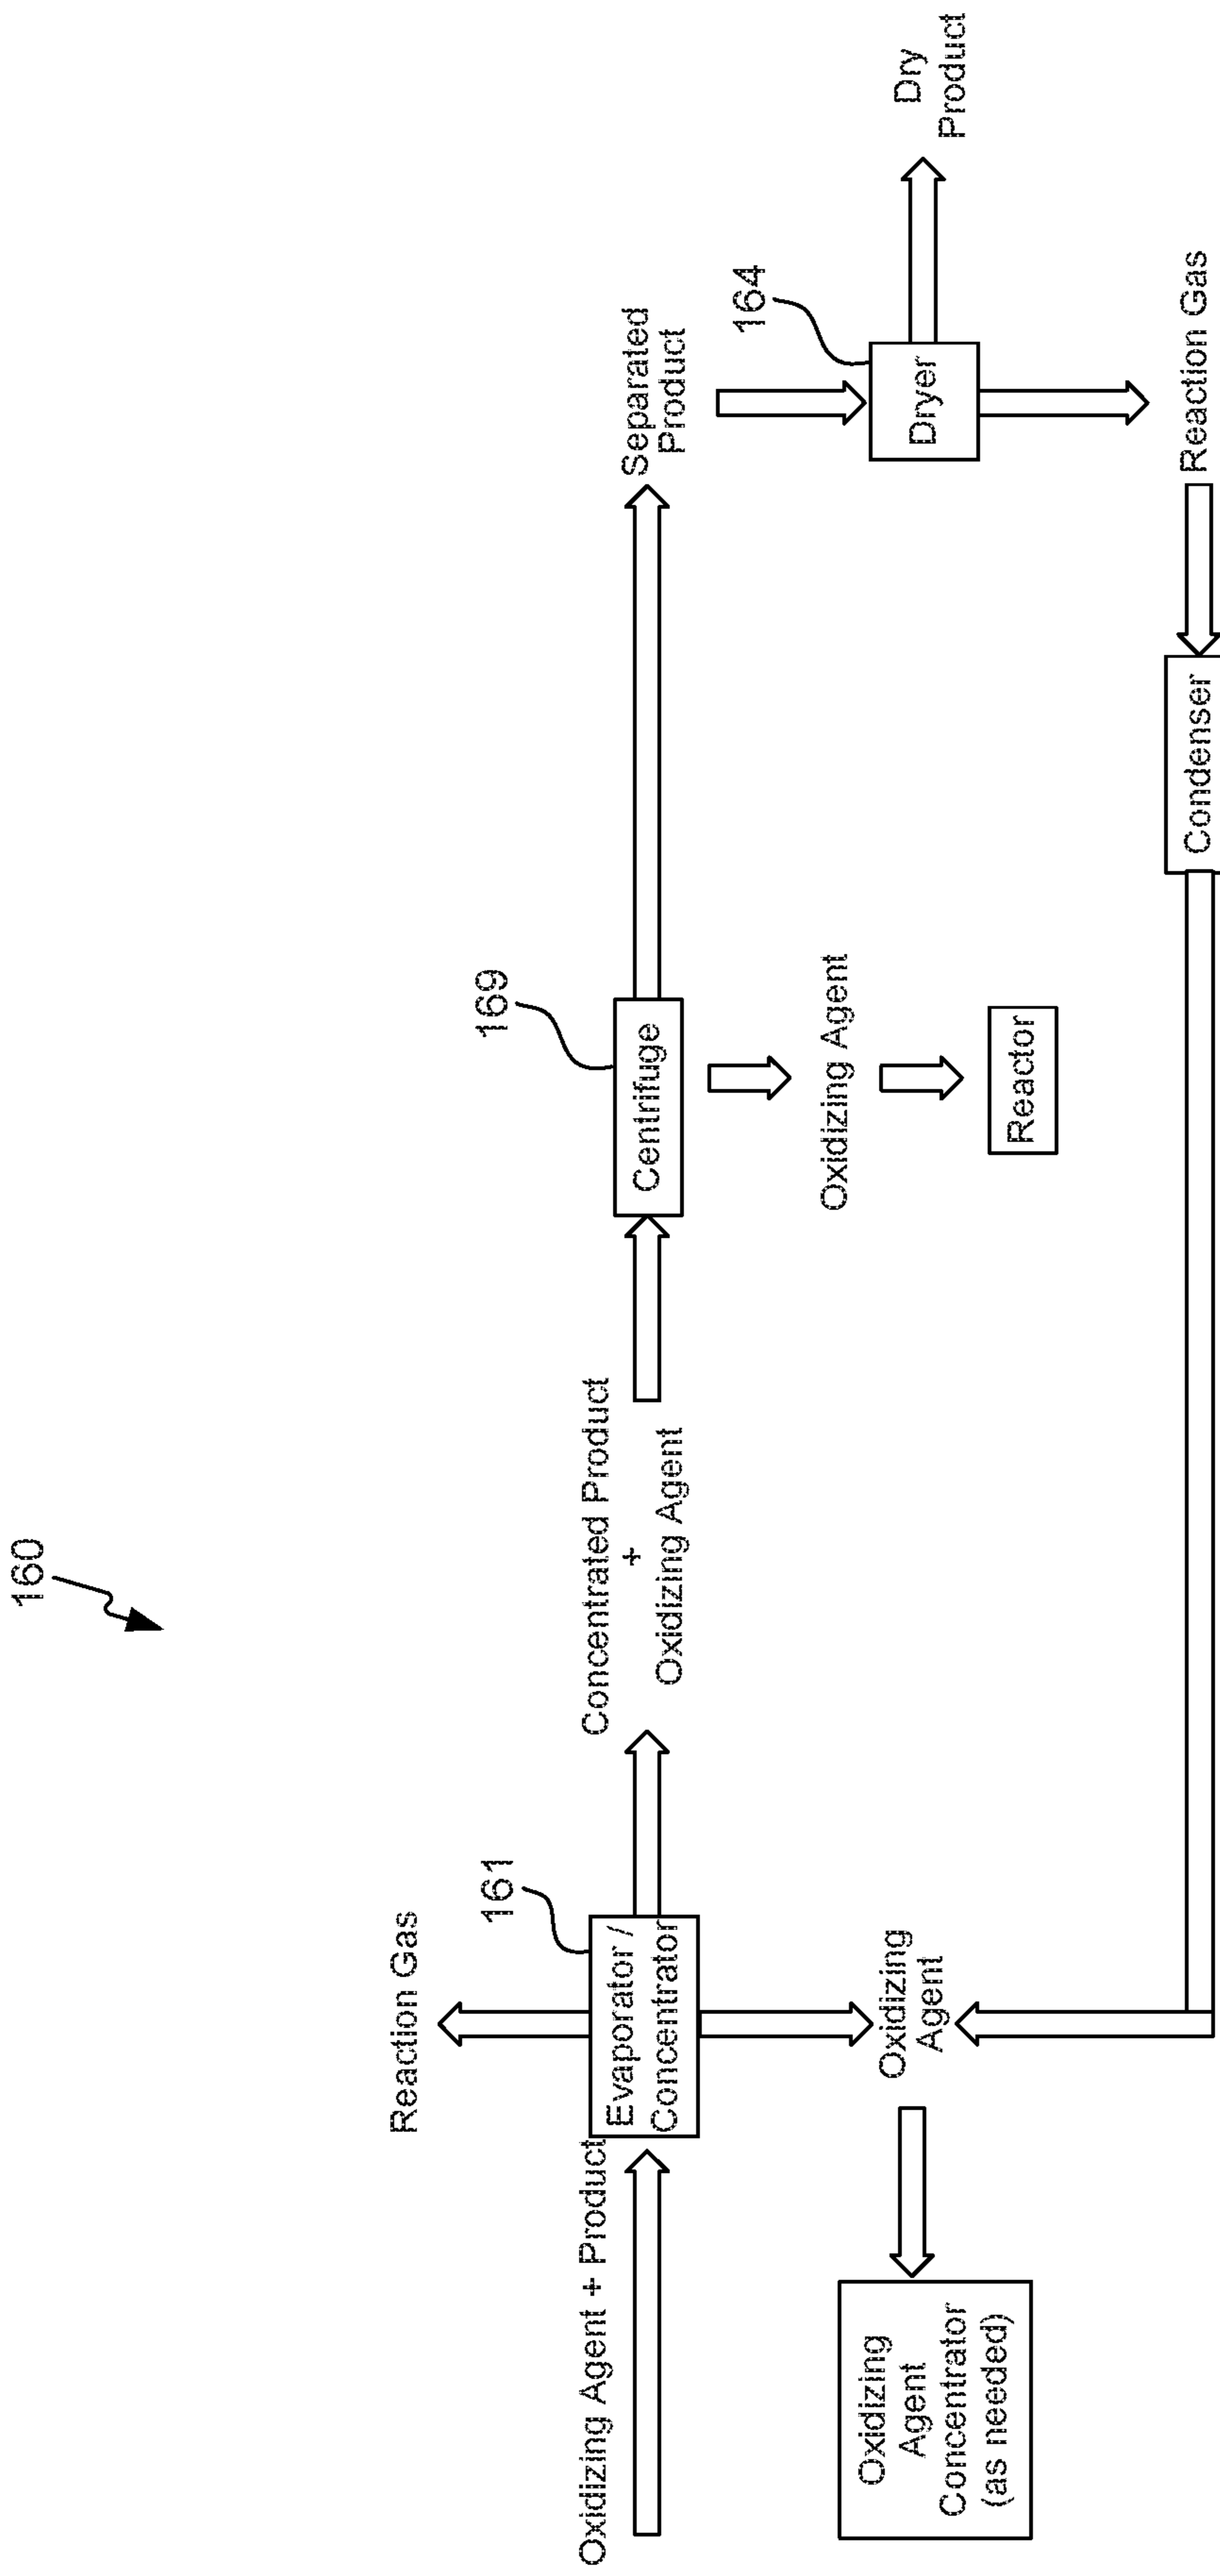 160
Reaction Gas
161
Oxidizing Agent + Product
Evaporator /
Concentrator
Concentrated Product
+
Oxidizing Agent
169
Centrifuge
Separated
Product
164
Dryer
Dry
Product
Oxidizing
Agent
Oxidizing Agent
Oxidizing
Agent
Concentrator
(as needed)
Reactor
Condenser
Reaction Gas